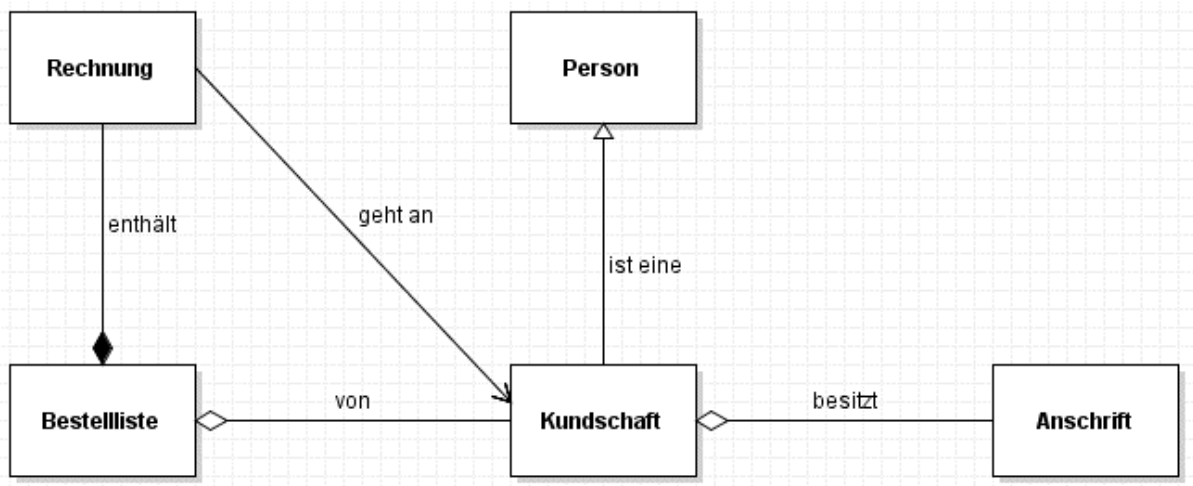 Rechnung
Person
geht an
enthält
ist eine
von
besitzt
Bestellliste
Kundschaft
Anschrift